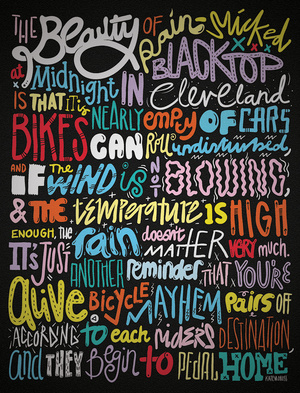 THE Beauty OF
rain-slicked
BLACKTOP
at Midnight IN Cleveland
IS THAT it is NEARLY empty OF CARS
BIKES CAN Roll undisturbed,
AND IF the WIND is NOT BLOWING,
& THE temperature IS HIGH
ENOUGH, THE rain doesn't MATTER very much.
IT'S JUST ANOTHER reminder THAT YOU'RE
alive BICYCLE MAYHEM pairs OFF
ACCORDING to each rider's DESTINATION
and THEY Begin to PEDAL HOME